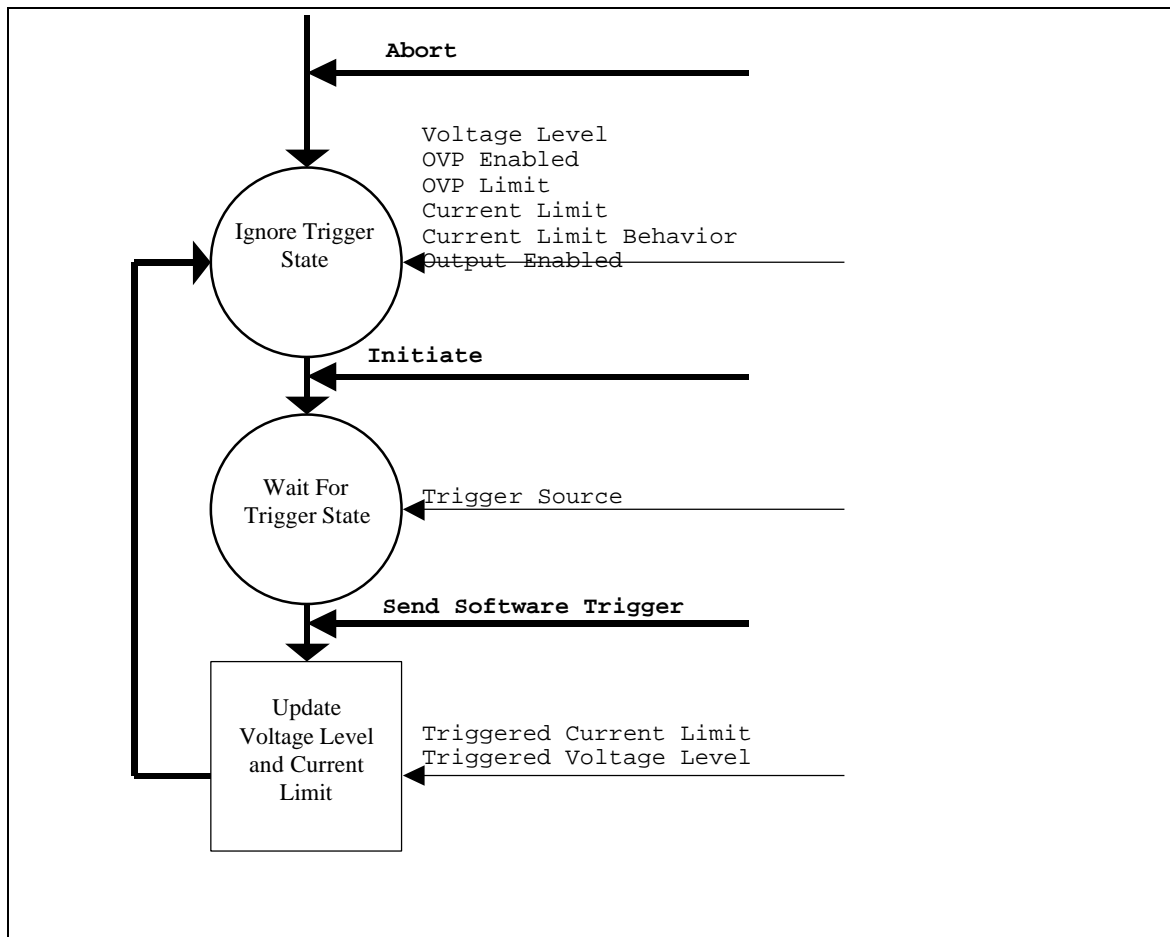 Abort
Voltage Level
OVP Enabled
OVP Limit
Current Limit
Current Limit Behavior
Output Enabled
Ignore Trigger
State
Initiate
Wait For
Trigger State
Trigger Source
Send Software Trigger
Update
Voltage Level
and Current
Limit
Triggered Current Limit
Triggered Voltage Level